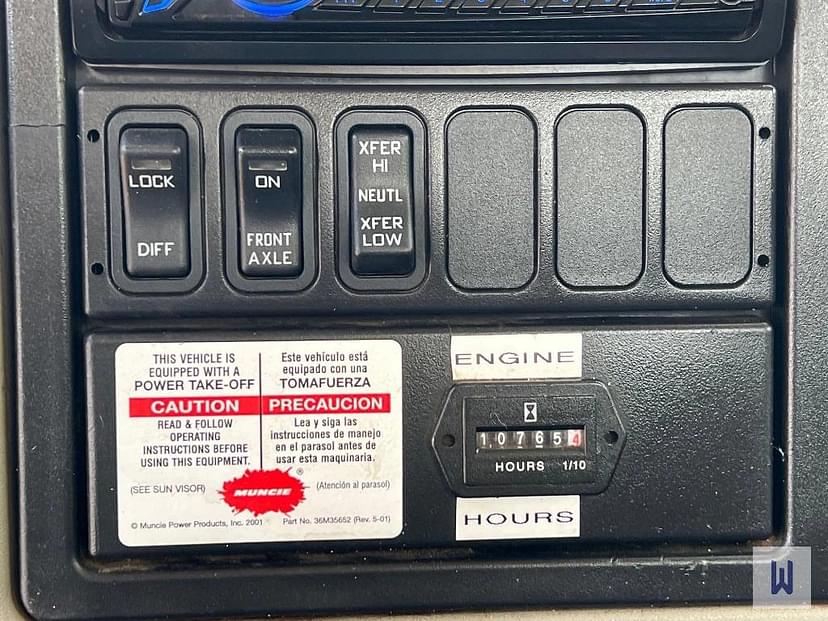 LOCK
DIFF
ON
FRONT
AXLE
XFER
HI
NEUTL
XFER
LOW
THIS VEHICLE IS
EQUIPPED WITH A
POWER TAKE-OFF
CAUTION
READ & FOLLOW
OPERATING
INSTRUCTIONS BEFORE
USING THIS EQUIPMENT.
(SEE SUN VISOR)
Este vehículo está
equipado con una
TOMAFUERZA
PRECAUCION
Lea y siga las
instrucciones de manejo
en el parasol antes de
usar esta maquinaria.
(Atención al parasol)
MUNCIE®
© Muncie Power Products, Inc. 2001
Part No. 36M35652 (Rev. 5-01)
ENGINE
107654
HOURS 1/10
HOURS
W